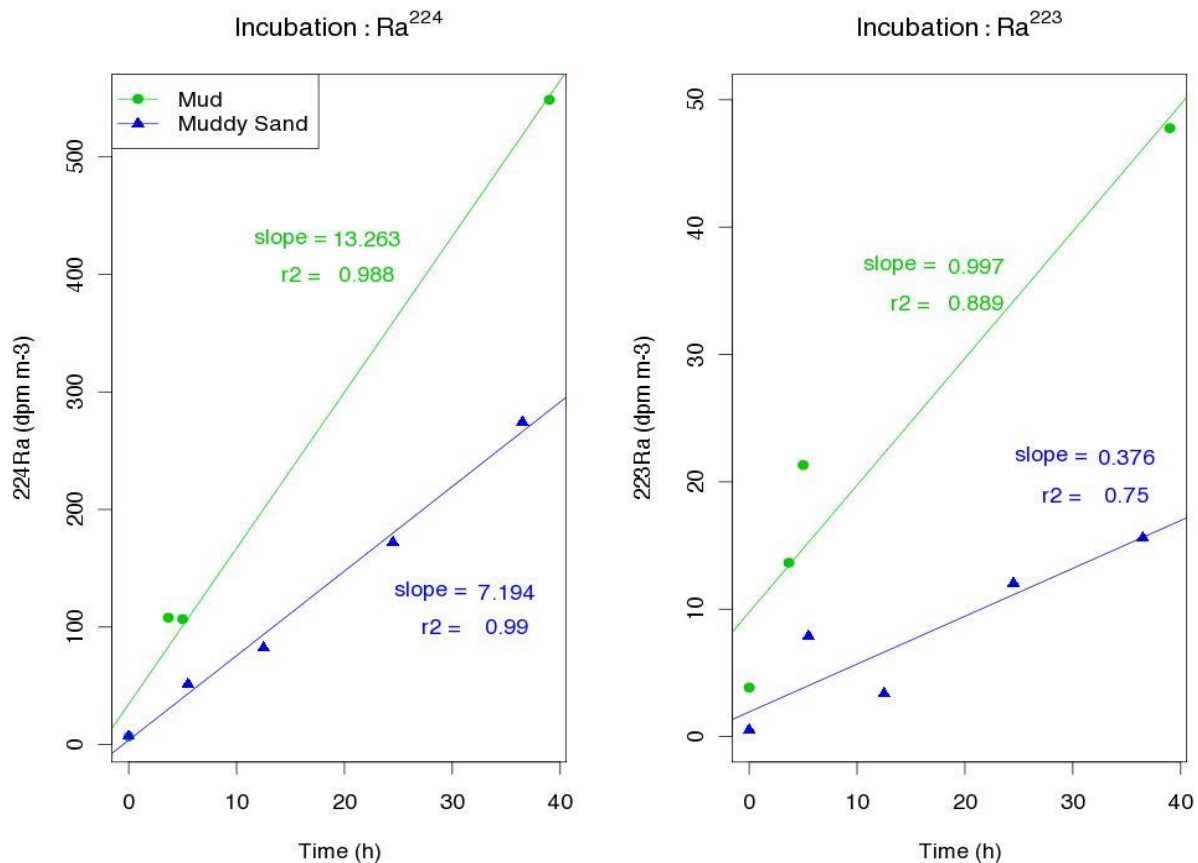 Incubation : Ra224
Mud
Muddy Sand
slope = 13.263
r2 = 0.988
slope = 7.194
r2 = 0.99
224Ra (dpm m-3)
0
100
200
300
400
500
0
10
20
30
40
Time (h)
Incubation : Ra223
slope = 0.997
r2 = 0.889
slope = 0.376
r2 = 0.75
223Ra (dpm m-3)
0
10
20
30
40
50
0
10
20
30
40
Time (h)